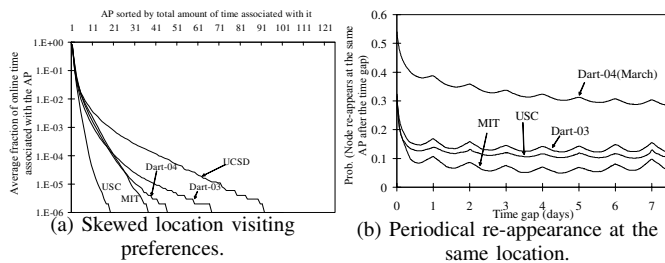 AP sorted by total amount of time associated with it
1 11 21 31 41 51 61 71 81 91 101 111 121
Average fraction of online time
associated with the AP
1.E+00
1.E-01
1.E-02
1.E-03
1.E-04
1.E-05
1.E-06
USC
MIT
Dart-04
Dart-03
UCSD
(a) Skewed location visiting
preferences.
Prob. (Node re-appears at the same
AP after the time gap)
0.6
0.5
0.4
0.3
0.2
0.1
0
Dart-04(March)
MIT
USC
Dart-03
0 1 2 3 4 5 6 7
Time gap (days)
(b) Periodical re-appearance at the
same location.